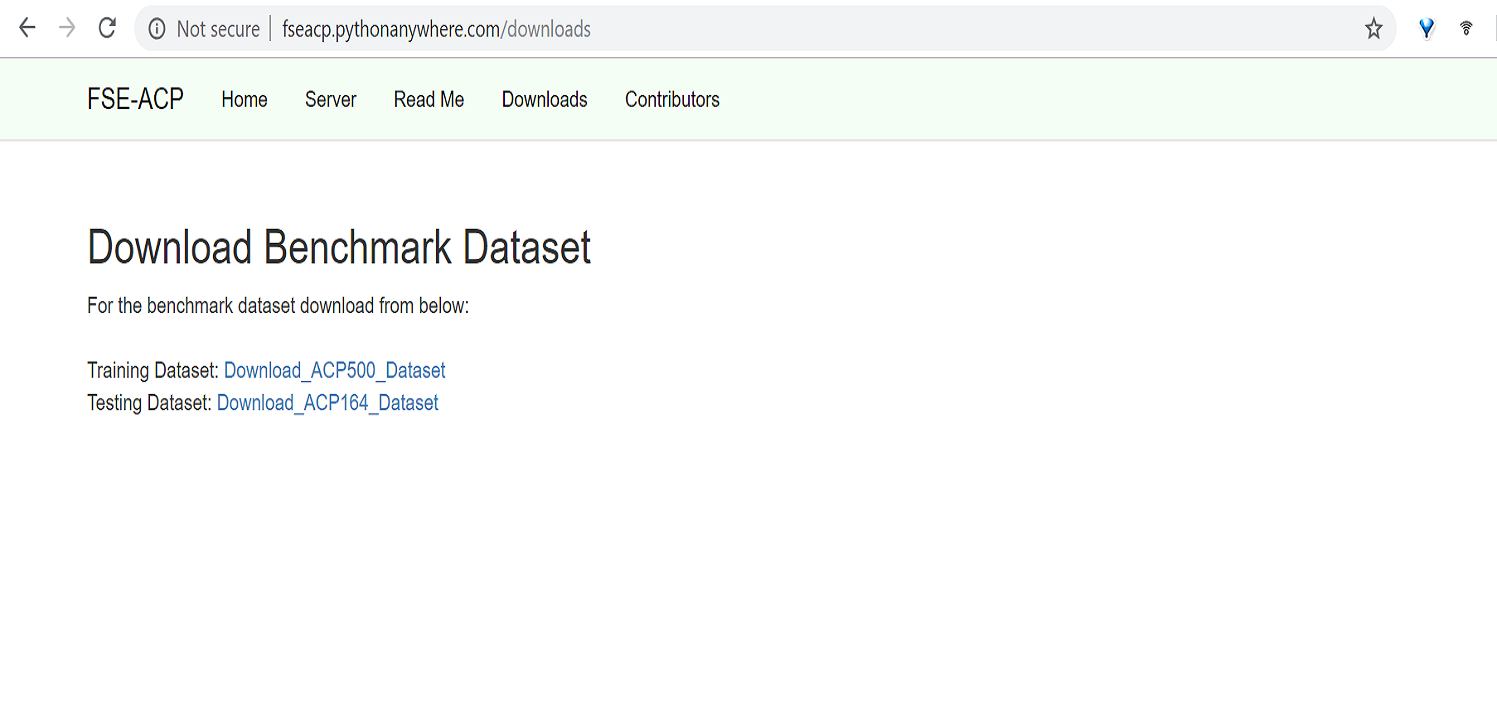 Not secure fseacp.pythonanywhere.com/downloads
FSE-ACP Home Server Read Me Downloads Contributors
Download Benchmark Dataset
For the benchmark dataset download from below:
Training Dataset: Download_ACP500_Dataset
Testing Dataset: Download_ACP164_Dataset